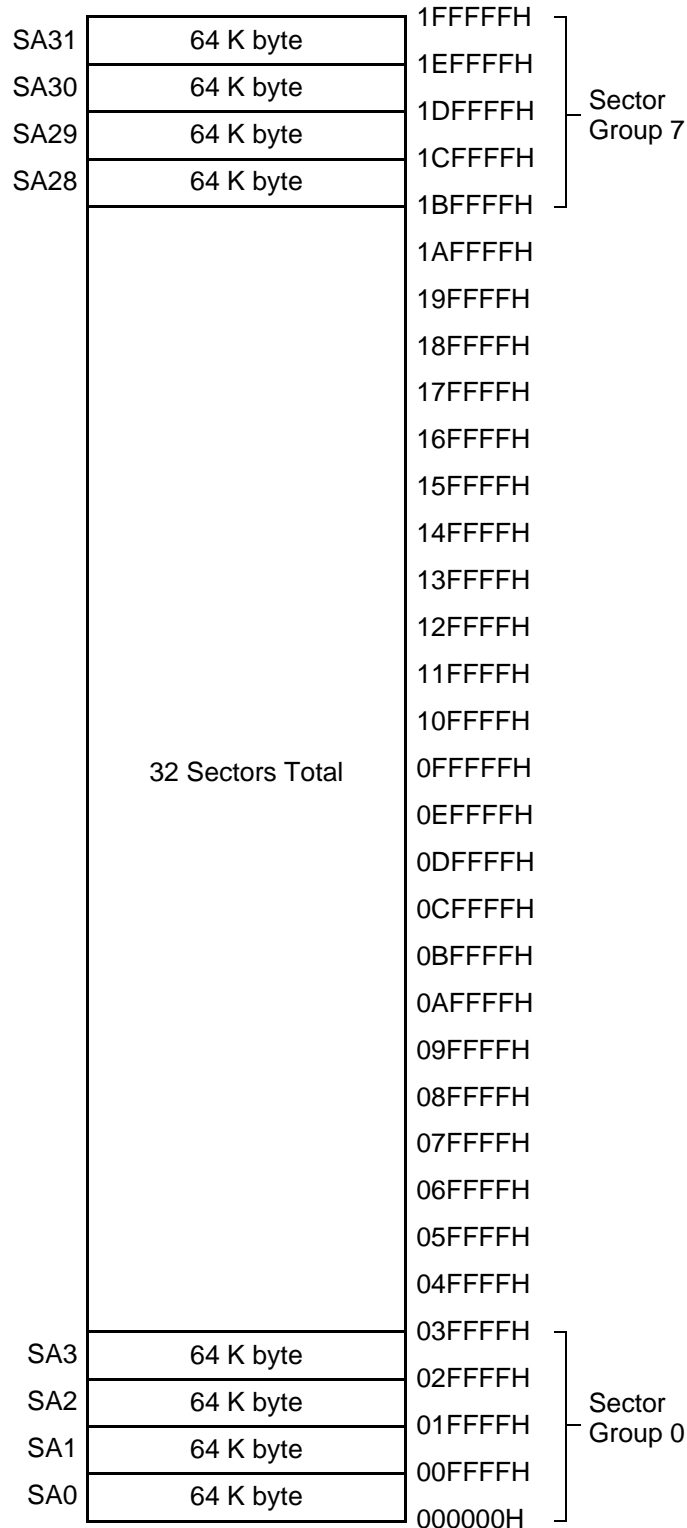 1FFFFFH
SA31 64 K byte
1EFFFFH
SA30 64 K byte
1DFFFFH
Sector
Group 7
SA29 64 K byte
1CFFFFH
SA28 64 K byte
1BFFFFH
1AFFFFH
19FFFFH
18FFFFH
17FFFFH
16FFFFH
15FFFFH
14FFFFH
13FFFFH
12FFFFH
11FFFFH
10FFFFH
32 Sectors Total 0FFFFFH
0EFFFFH
0DFFFFH
0CFFFFH
0BFFFFH
0AFFFFH
09FFFFH
08FFFFH
07FFFFH
06FFFFH
05FFFFH
04FFFFH
03FFFFH
SA3 64 K byte
02FFFFH
SA2 64 K byte
01FFFFH
Sector
Group 0
SA1 64 K byte
00FFFFH
SA0 64 K byte
000000H